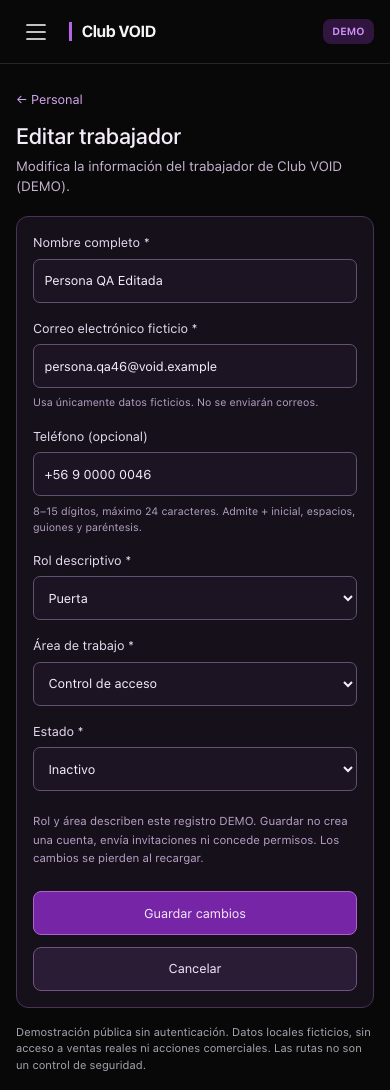 Club VOID
DEMO
← Personal
Editar trabajador
Modifica la información del trabajador de Club VOID
(DEMO).
Nombre completo *
Persona QA Editada
Correo electrónico ficticio *
persona.qa46@void.example
Usa únicamente datos ficticios. No se enviarán correos.
Teléfono (opcional)
+56 9 0000 0046
8–15 dígitos, máximo 24 caracteres. Admite + inicial, espacios,
guiones y paréntesis.
Rol descriptivo *
Puerta
Área de trabajo *
Control de acceso
Estado *
Inactivo
Rol y área describen este registro DEMO. Guardar no crea
una cuenta, envía invitaciones ni concede permisos. Los
cambios se pierden al recargar.
Guardar cambios
Cancelar
Demostración pública sin autenticación. Datos locales ficticios, sin
acceso a ventas reales ni acciones comerciales. Las rutas no son
un control de seguridad.